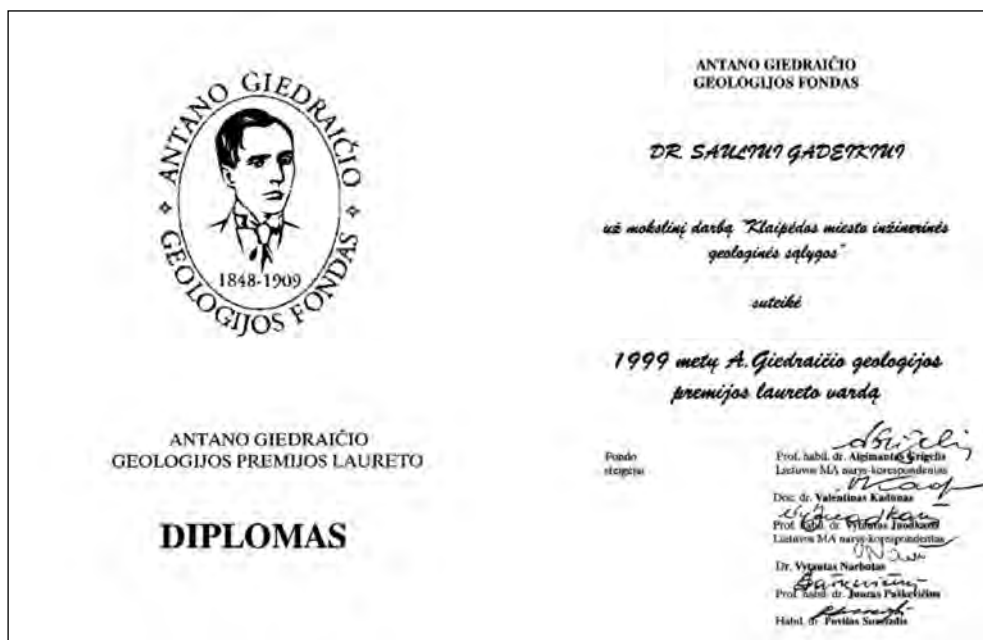 ANTANO GIEDRAIČIO
GEOLOGIJOS FONDAS
1848-1909
ANTANO GIEDRAIČIO
GEOLOGIJOS PREMIJOS LAUREATO
DIPLOMAS
ANTANO GIEDRAIČIO
GEOLOGIJOS FONDAS
DR. SAULIUI GADEIKIUI
už mokslinį darbą "Klaipėdos miesto inžinerinės
geologinės sąlygos"
suteikė
1999 metų A. Giedraičio geologijos
premijos laureato vardą
Fondo
steigėjai
Prof. habil. dr. Algimantas Grigelis
Lietuvos MA narys-korespondentas
Doc. dr. Valentinas Kadūnas
Prof. habil. dr. Vytautas Juodkazis
Lietuvos MA narys-korespondentas
Dr. Vytautas Narbutas
Prof. habil. dr. Juozas Paškevičius
Habil. dr. Povilas Suveizdis